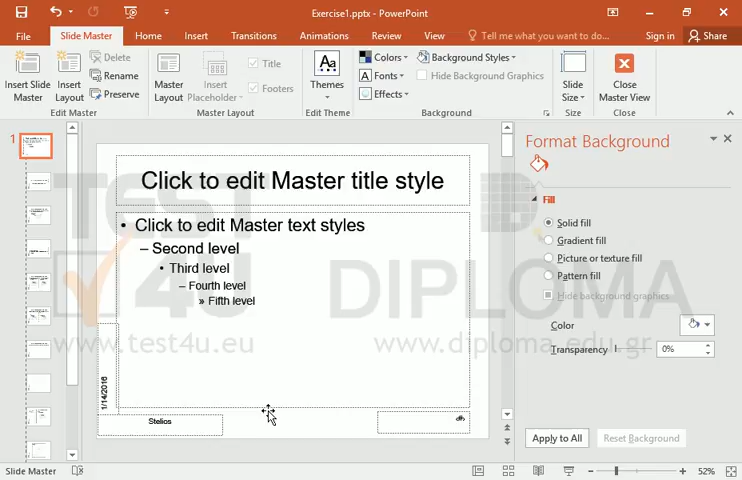 Exercise1.pptx - PowerPoint
File Slide Master Home Insert Transitions Animations Review View Tell me what you want to do... Sign in Share
Insert Slide Master
Insert Layout
Delete
Rename
Preserve
Edit Master
Master Layout
Insert Placeholder
Title
Footers
Master Layout
Themes
Edit Theme
Colors
Fonts
Effects
Background Styles
Hide Background Graphics
Background
Slide Size
Size
Close Master View
Close
1
Click to edit Master title style
• Click to edit Master text styles
– Second level
• Third level
– Fourth level
» Fifth level
1/14/2016
Stelios
‹#›
Format Background
Fill
Solid fill
Gradient fill
Picture or texture fill
Pattern fill
Hide background graphics
Color
Transparency 0%
Apply to All Reset Background
Slide Master 52%
TEST 4U
www.test4u.eu
DIPLOMA
www.diploma.edu.gr